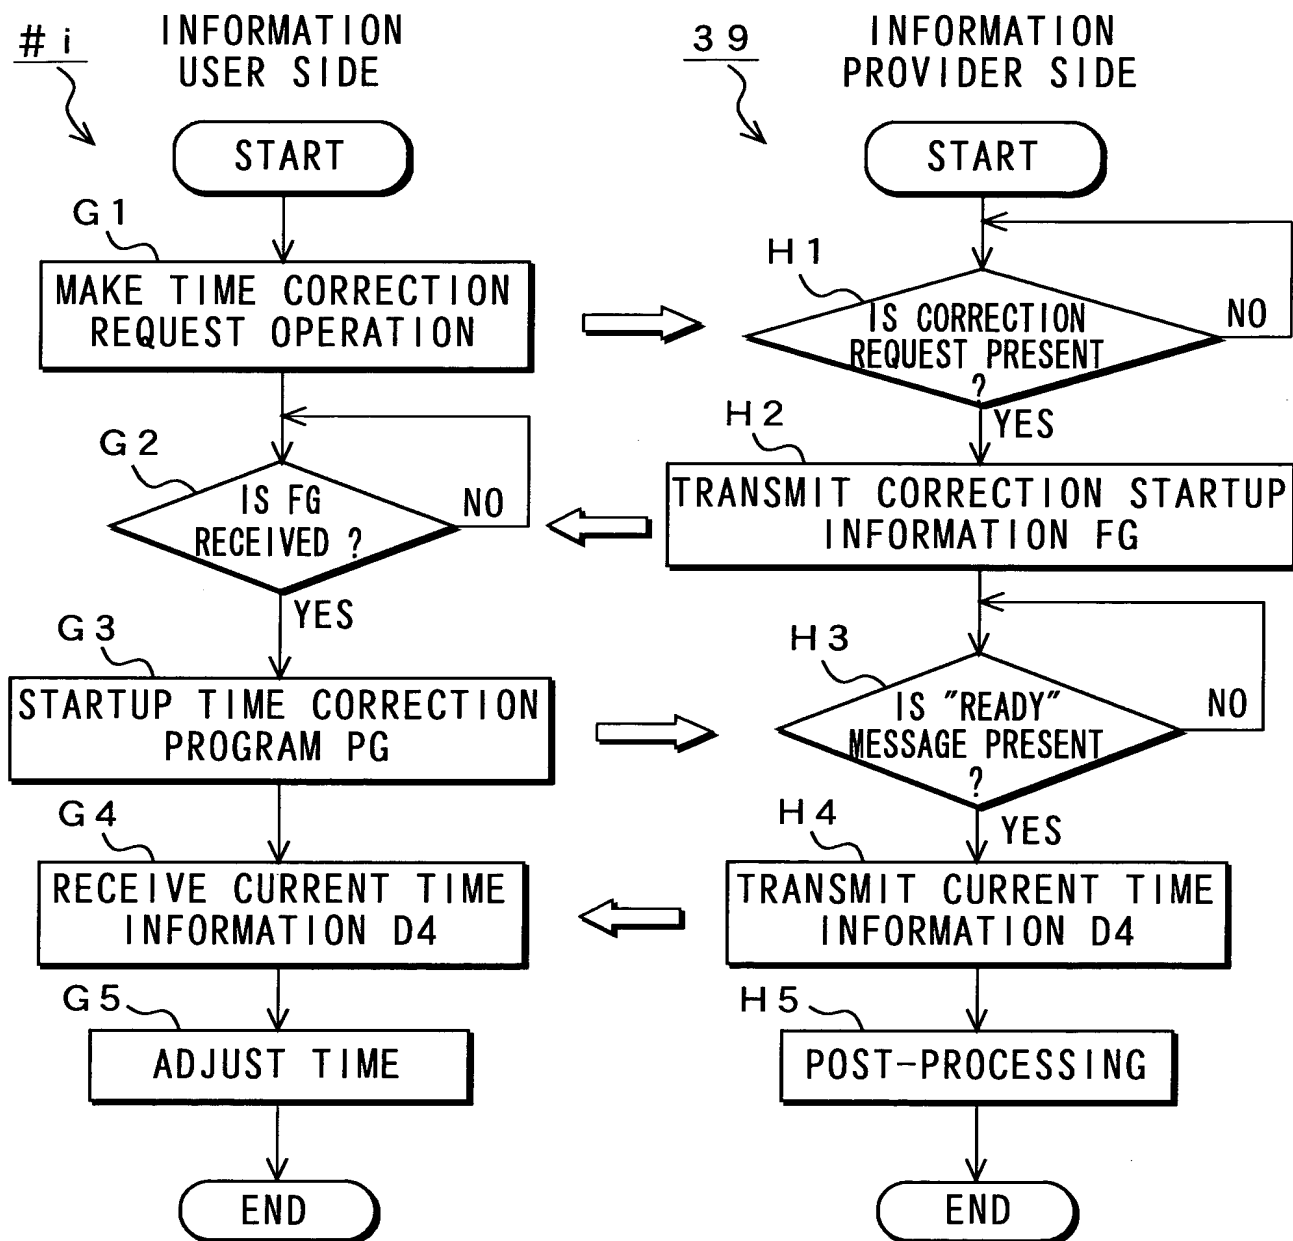 #i
INFORMATION
USER SIDE
START
G1
MAKE TIME CORRECTION
REQUEST OPERATION
G2
IS FG
RECEIVED ?
NO
YES
G3
STARTUP TIME CORRECTION
PROGRAM PG
G4
RECEIVE CURRENT TIME
INFORMATION D4
G5
ADJUST TIME
END
39
INFORMATION
PROVIDER SIDE
START
H1
IS CORRECTION
REQUEST PRESENT
?
NO
YES
H2
TRANSMIT CORRECTION STARTUP
INFORMATION FG
H3
IS "READY"
MESSAGE PRESENT
?
NO
YES
H4
TRANSMIT CURRENT TIME
INFORMATION D4
H5
POST-PROCESSING
END